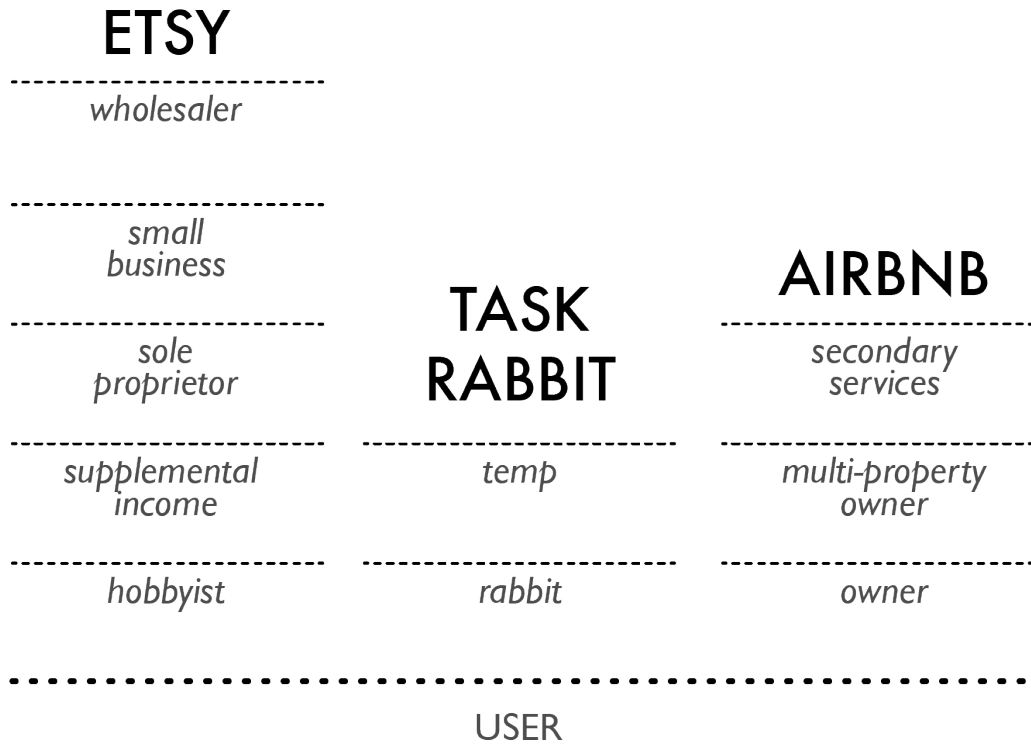 ETSY
wholesaler
small
business
sole
proprietor
supplemental
income
hobbyist
TASK
RABBIT
temp
rabbit
AIRBNB
secondary
services
multi-property
owner
owner
USER